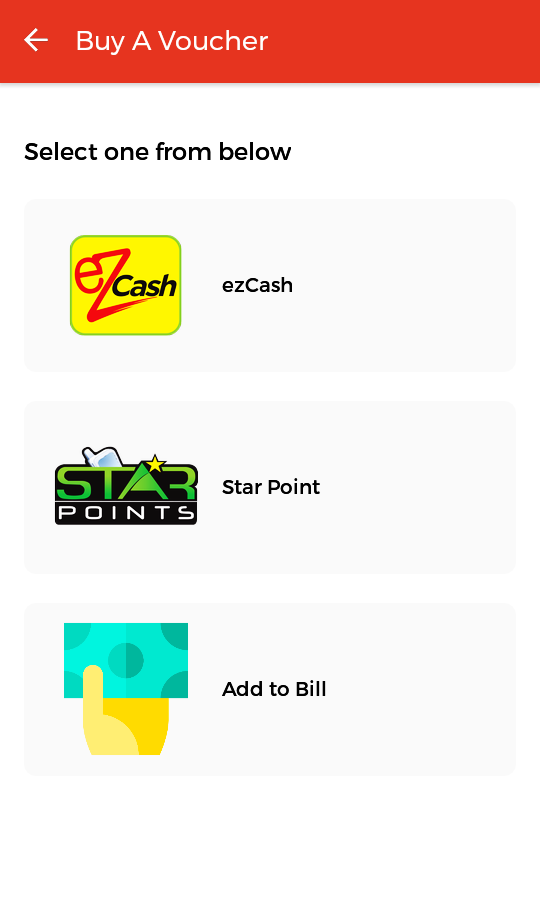 Buy A Voucher
Select one from below
eZ Cash
ezCash
STAR
POINTS
Star Point
Add to Bill